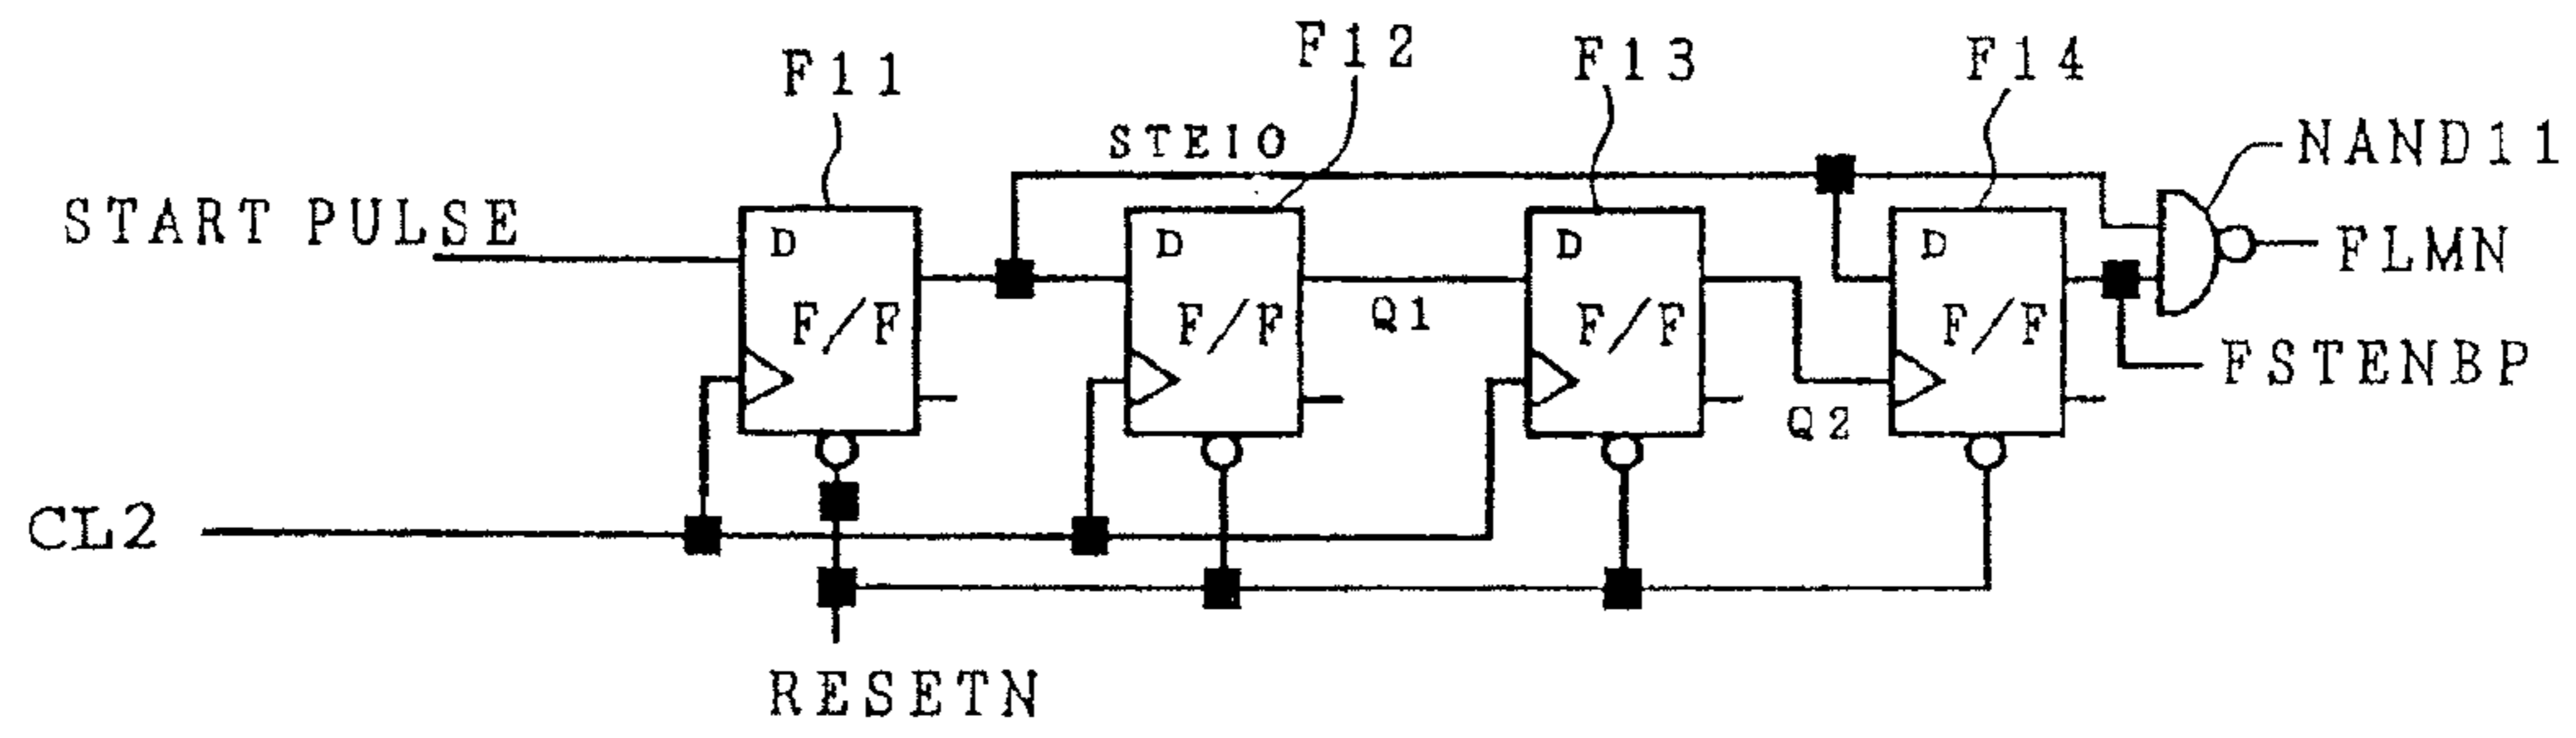 F11
F12
F13
F14
STEIO
NAND11
START PULSE
D
D
D
D
FLMN
F/F
Q1
F/F
F/F
F/F
FSTENBP
Q2
CL2
RESETN